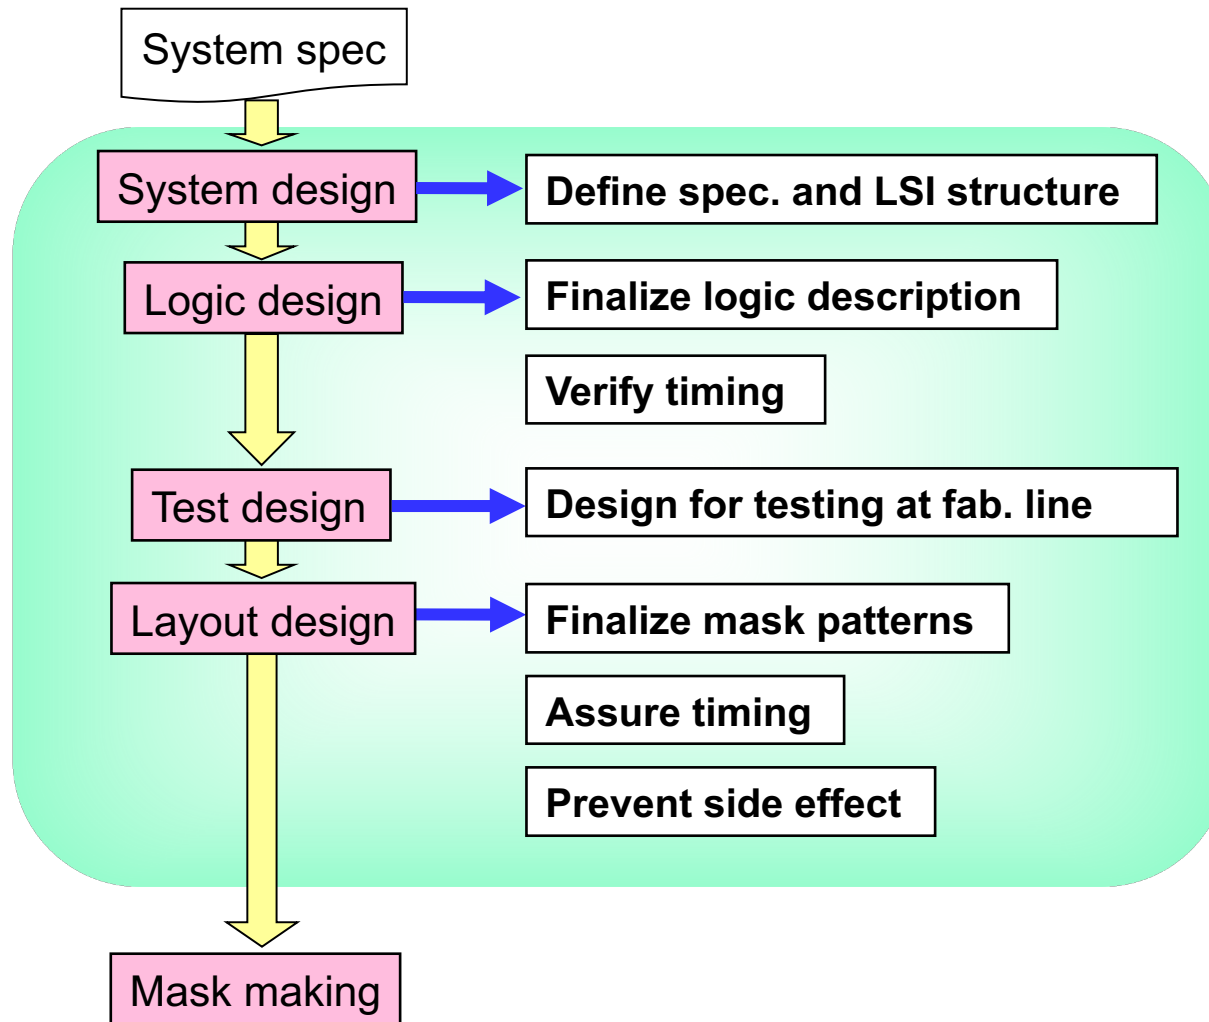 System spec
System design
Define spec. and LSI structure
Logic design
Finalize logic description
Verify timing
Test design
Design for testing at fab. line
Layout design
Finalize mask patterns
Assure timing
Prevent side effect
Mask making